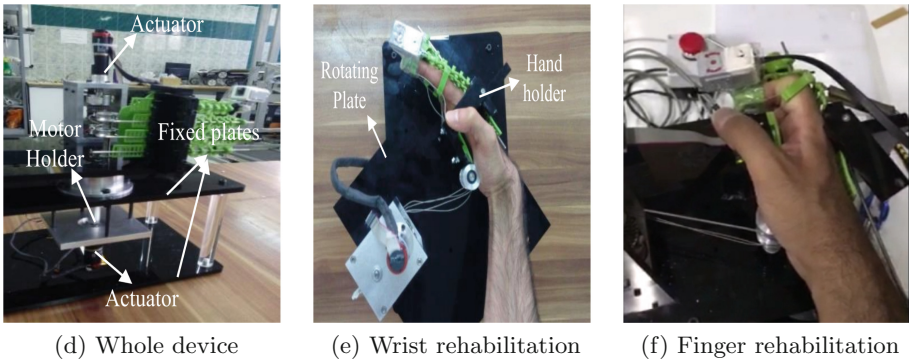 Actuator
Motor
Holder
Fixed plates
Actuator
Rotating
Plate
Hand
holder
(d) Whole device
(e) Wrist rehabilitation
(f) Finger rehabilitation